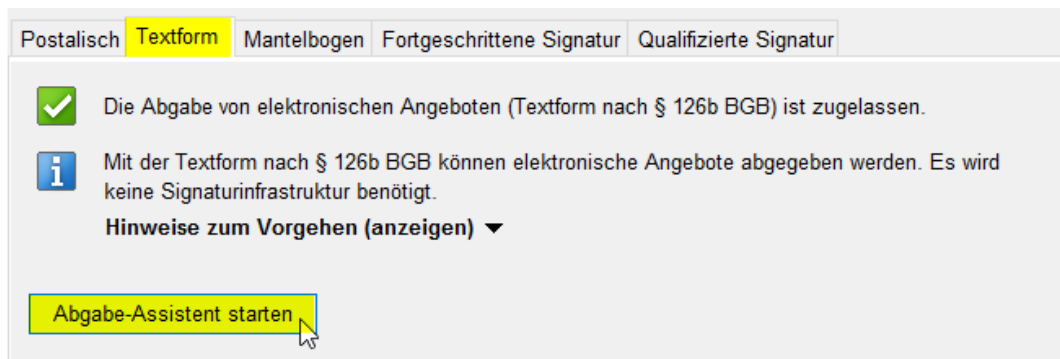 Postalisch Textform Mantelbogen Fortgeschrittene Signatur Qualifizierte Signatur
Die Abgabe von elektronischen Angeboten (Textform nach § 126b BGB) ist zugelassen.
Mit der Textform nach § 126b BGB können elektronische Angebote abgegeben werden. Es wird
keine Signaturinfrastruktur benötigt.
Hinweise zum Vorgehen (anzeigen)
Abgabe-Assistent starten